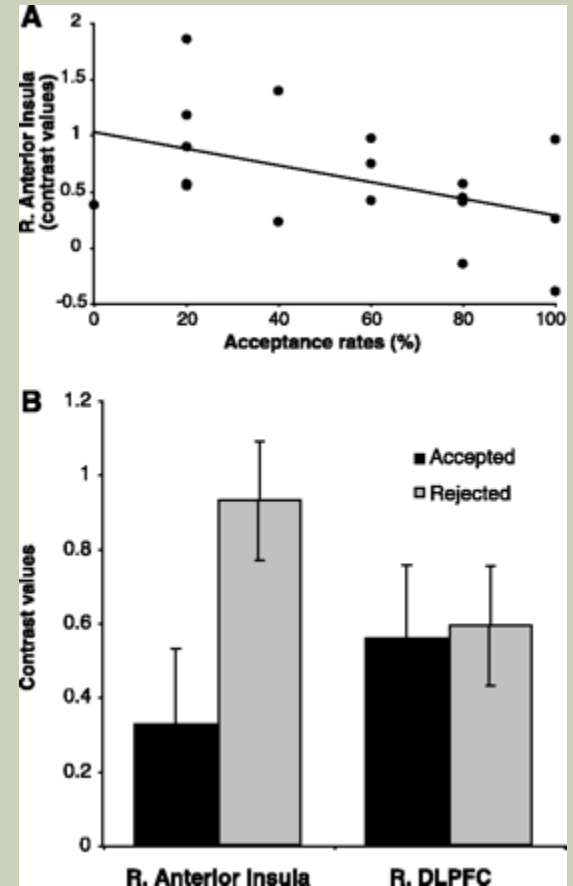 A
2
1.5
1
0.5
0
-0.5
R. Anterior Insula
(contrast values)
0 20 40 60 80 100
Acceptance rates (%)
B
1.2
1
0.8
0.6
0.4
0.2
0
Contrast values
Accepted
Rejected
R. Anterior Insula R. DLPFC